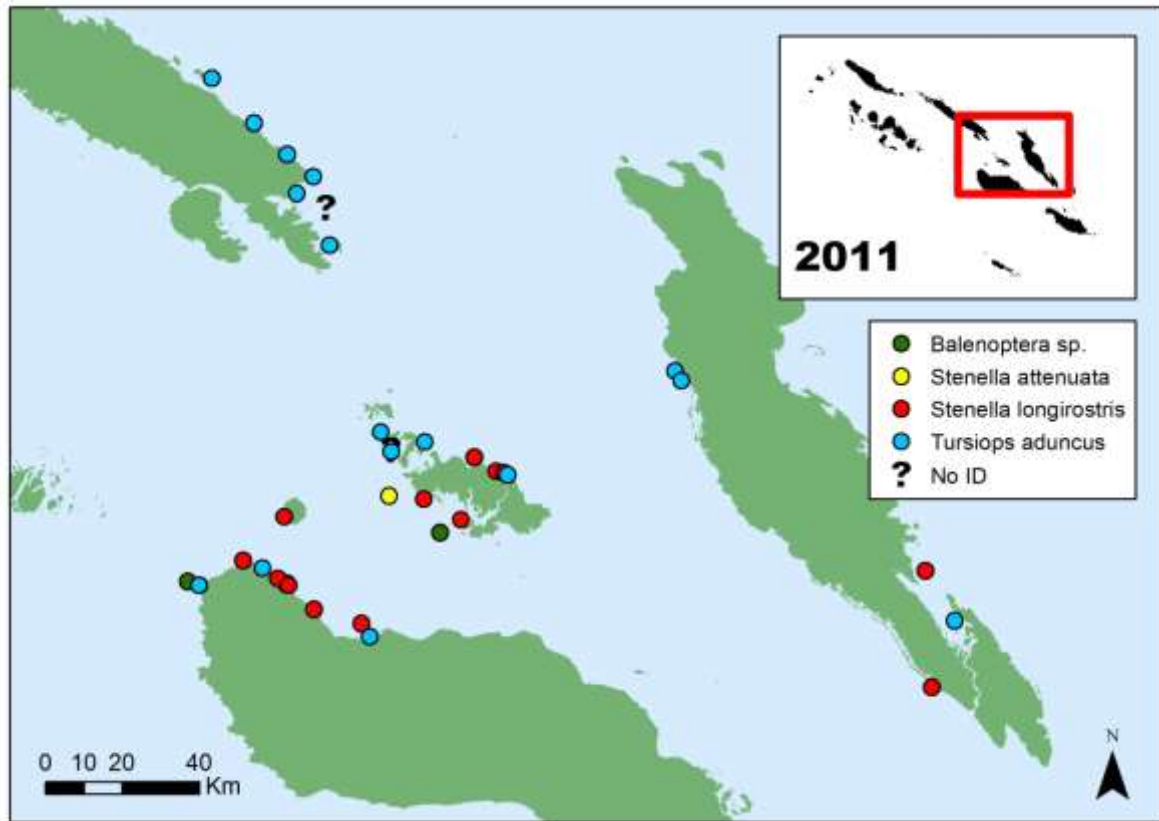 ?
2011
Balenoptera sp.
Stenella attenuata
Stenella longirostris
Tursiops aduncus
? No ID
0 10 20 40
Km
N